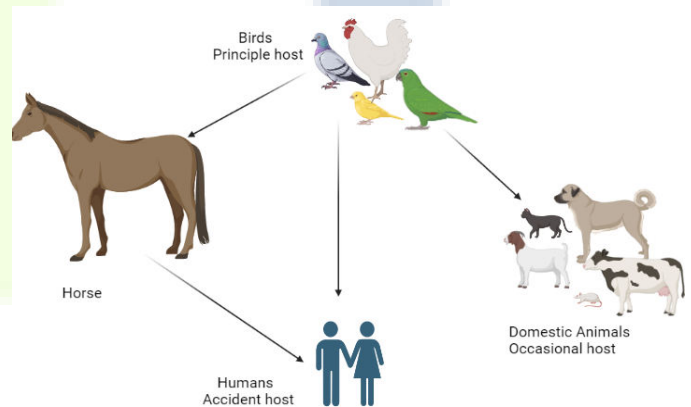 Birds
Principle host
Horse
Domestic Animals
Occasional host
Humans
Accident host